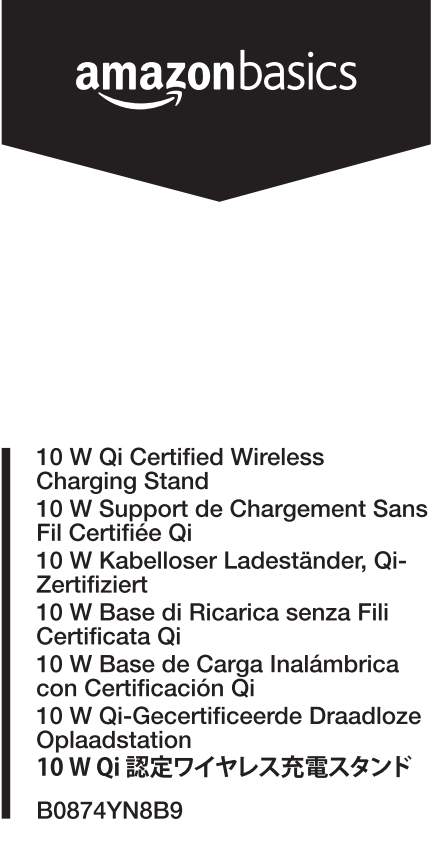 amazonbasics
10 W Qi Certified Wireless
Charging Stand
10 W Support de Chargement Sans
Fil Certifiée Qi
10 W Kabelloser Ladeständer, Qi-
Zertifiziert
10 W Base di Ricarica senza Fili
Certificata Qi
10 W Base de Carga Inalámbrica
con Certificación Qi
10 W Qi-Gecertificeerde Draadloze
Oplaadstation
10 W Qi 認定ワイヤレス充電スタンド
B0874YN8B9